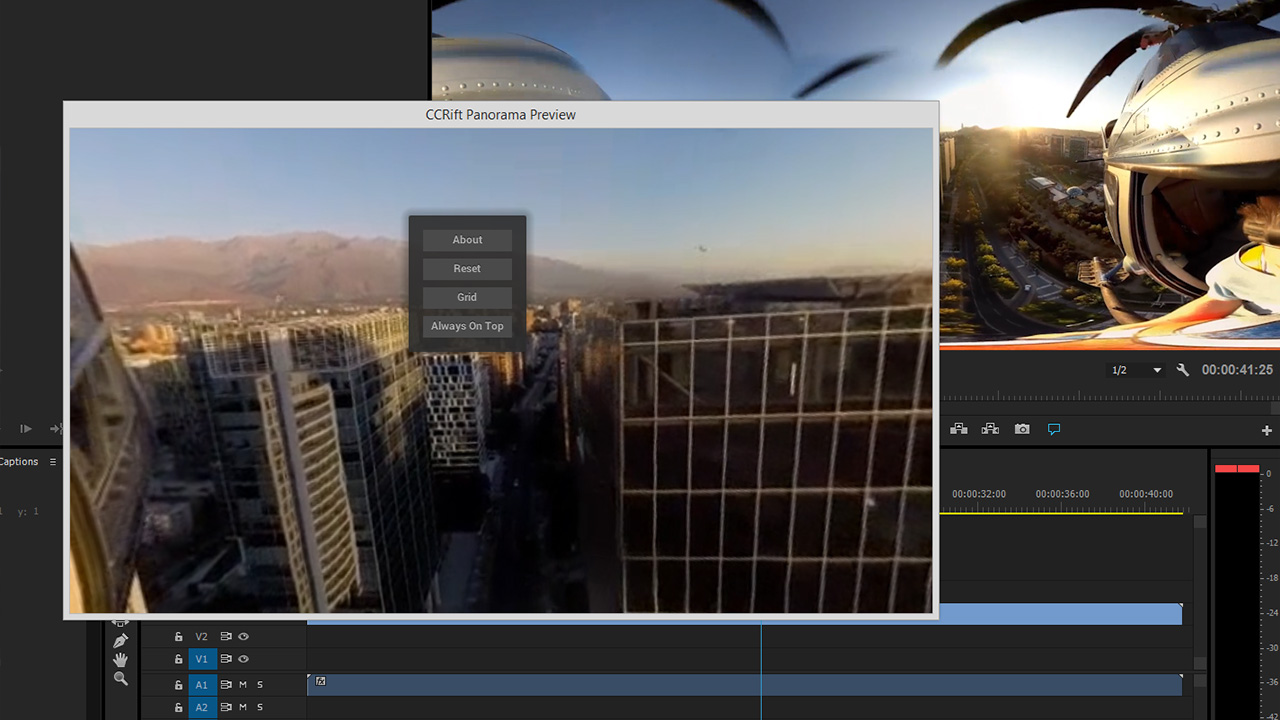 CCRift Panorama Preview
About
Reset
Grid
Always On Top
1/2
00:00:41:25
Captions
y: 1
00:00:32:00 00:00:36:00 00:00:40:00
0
-6
-12
-18
-24
-30
-36
-42
V2
V1
A1 M S
fx
A2 M S